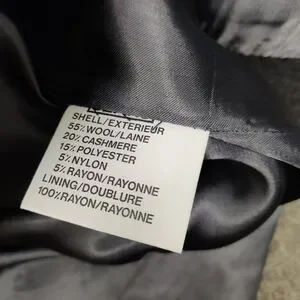 SHELL/EXTERIEUR
55% WOOL/LAINE
20% CASHMERE
15% POLYESTER
5% NYLON
5% RAYON/RAYONNE
LINING/DOUBLURE
100% RAYON/RAYONNE